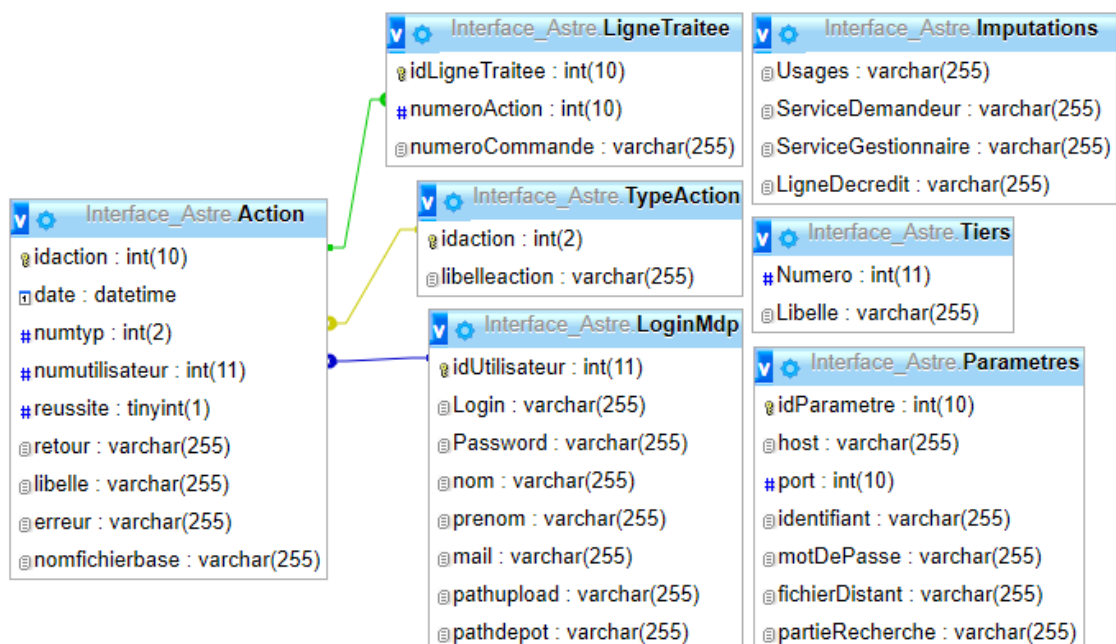 Interface_Astre.LigneTraitee
idLigneTraitee : int(10)
numeroAction : int(10)
numeroCommande : varchar(255)
Interface_Astre.Imputations
Usages : varchar(255)
ServiceDemandeur : varchar(255)
ServiceGestionnaire : varchar(255)
LigneDecredit : varchar(255)
Interface_Astre.Action
idaction : int(10)
date : datetime
numtyp : int(2)
numutilisateur : int(11)
reussite : tinyint(1)
retour : varchar(255)
libelle : varchar(255)
erreur : varchar(255)
nomfichierbase : varchar(255)
Interface_Astre.TypeAction
idaction : int(2)
libelleaction : varchar(255)
Interface_Astre.Tiers
Numero : int(11)
Libelle : varchar(255)
Interface_Astre.LoginMdp
idUtilisateur : int(11)
Login : varchar(255)
Password : varchar(255)
nom : varchar(255)
prenom : varchar(255)
mail : varchar(255)
pathupload : varchar(255)
pathdepot : varchar(255)
Interface_Astre.Parametres
idParametre : int(10)
host : varchar(255)
port : int(10)
identifiant : varchar(255)
motDePasse : varchar(255)
fichierDistant : varchar(255)
partieRecherche : varchar(255)